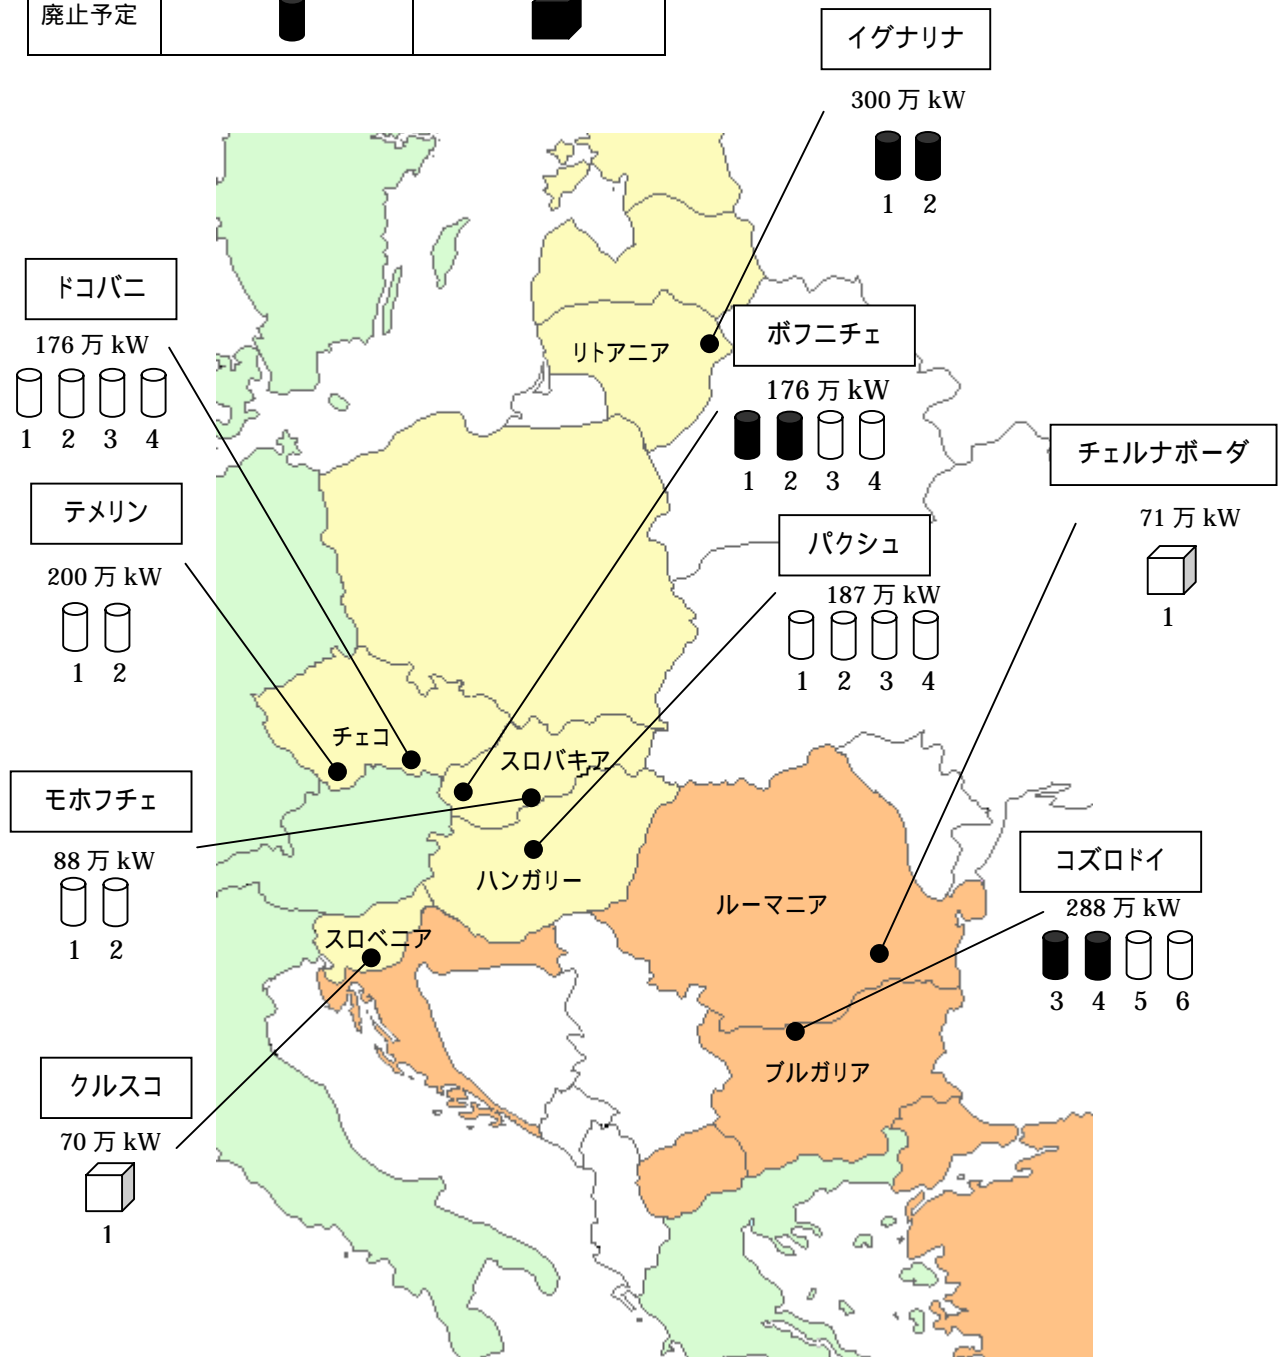 廃止予定
イグナリナ
300 万 kW
1 2
ドコバニ
176 万 kW
1 2 3 4
リトアニア
ボフニチェ
176 万 kW
1 2 3 4
チェルナボーダ
71 万 kW
1
テメリン
200 万 kW
1 2
パクシュ
187 万 kW
1 2 3 4
チェコ
スロバキア
モホフチェ
88 万 kW
1 2
ハンガリー
ルーマニア
コズロドイ
288 万 kW
3 4 5 6
スロベニア
ブルガリア
クルスコ
70 万 kW
1